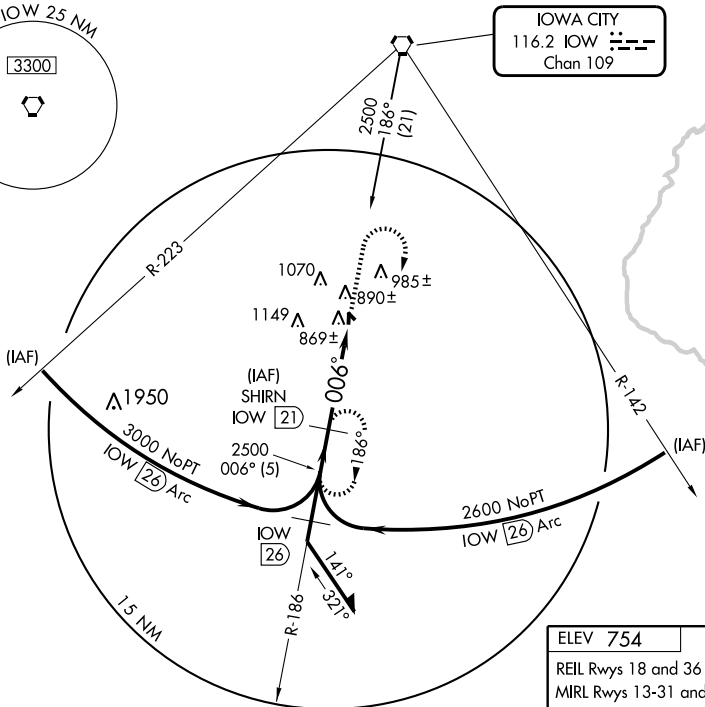 IOW 25 NM
3300
IOWA CITY
116.2 IOW
Chan 109
2500
186°
(21)
R-223
1070
985±
890±
1149
869±
(IAF)
1950
(IAF)
SHIRN
IOW 21
006°
R-142
(IAF)
3000 NoPT
IOW 26 Arc
2500
006° (5)
186°
2600 NoPT
IOW 26 Arc
IOW
26
141°
321°
R-186
15 NM
ELEV 754
REIL Rwys 18 and 36
MIRL Rwys 13-31 and